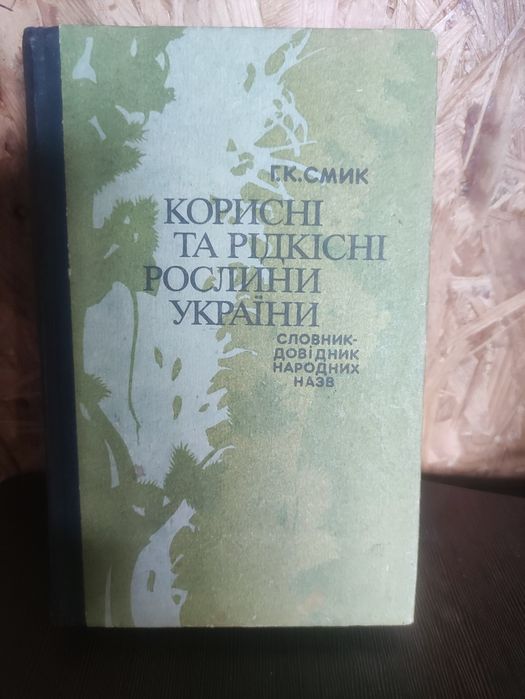 Г.К.СМИК
КОРИСНІ
ТА РІДКІСНІ
РОСЛИНИ
УКРАЇНИ
СЛОВНИК-
ДОВІДНИК
НАРОДНИХ
НАЗВ